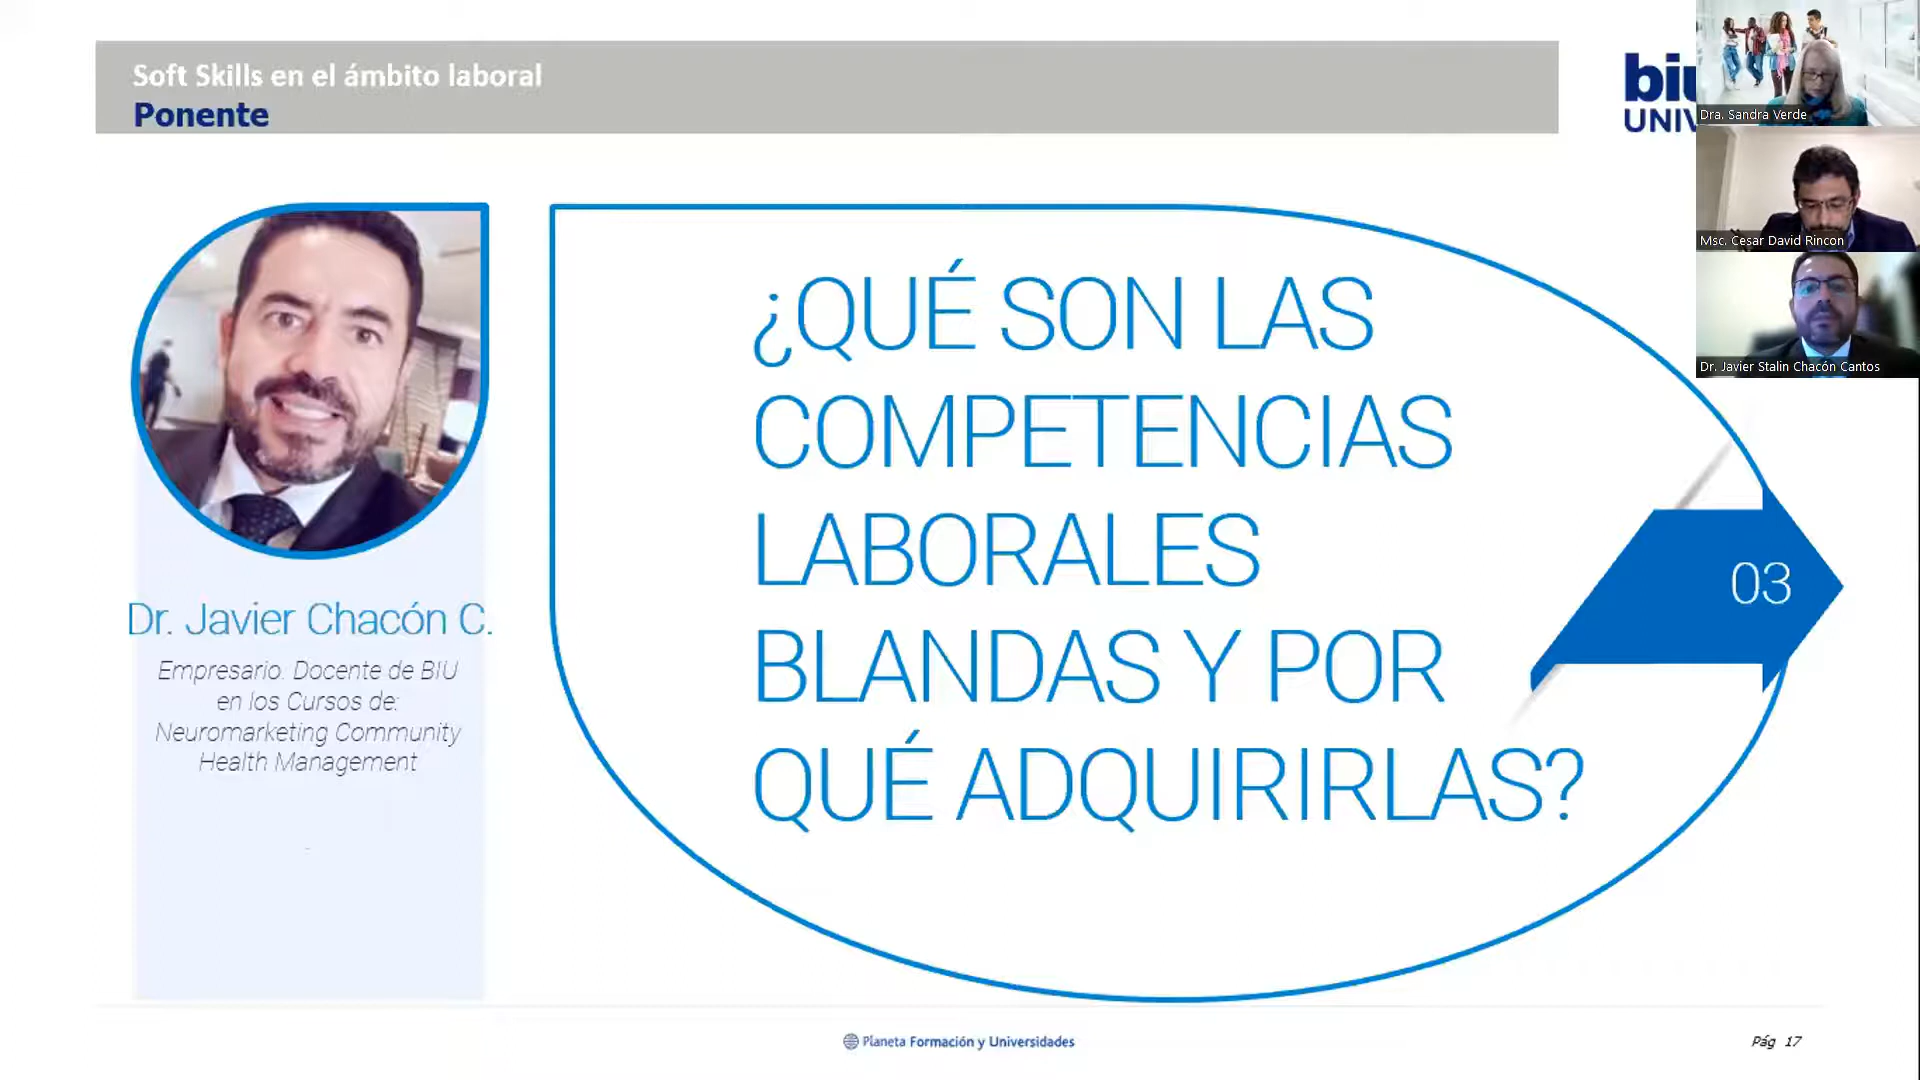 Soft Skills en el ámbito laboral
Ponente
biu
UNIV
Dra. Sandra Verde
Msc. Cesar David Rincon
Dr. Javier Stalin Chacón Cantos
Dr. Javier Chacón C.
Empresario. Docente de BIU
en los Cursos de:
Neuromarketing Community
Health Management
¿QUÉ SON LAS
COMPETENCIAS
LABORALES
BLANDAS Y POR
QUÉ ADQUIRIRLAS?
03
Planeta Formación y Universidades
Pág 17